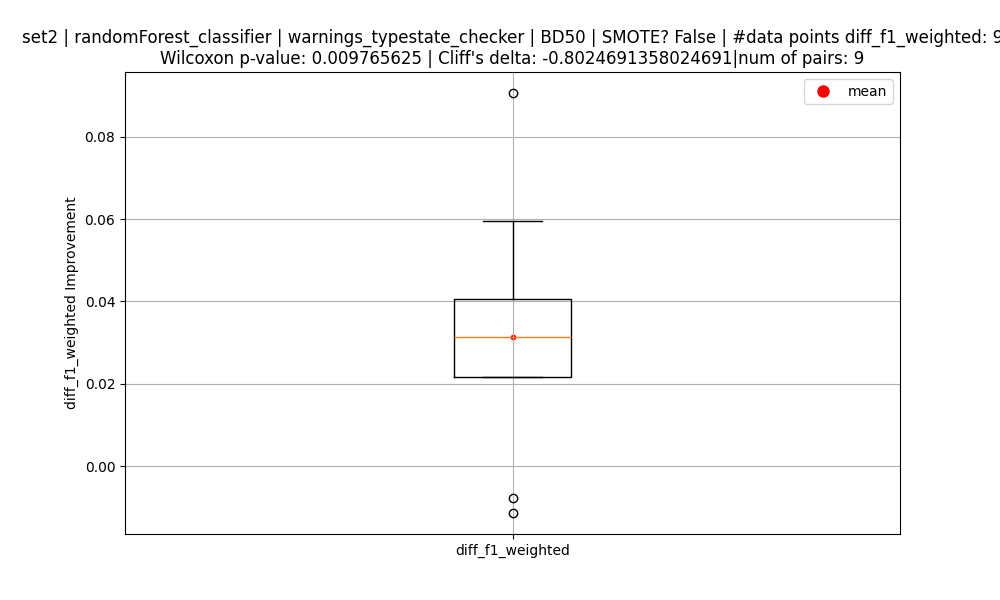 set2 | randomForest_classifier | warnings_typestate_checker | BD50 | SMOTE? False | #data points diff_f1_weighted: 9
Wilcoxon p-value: 0.009765625 | Cliff's delta: -0.8024691358024691|num of pairs: 9
mean
0.08
0.06
0.04
0.02
0.00
diff_f1_weighted Improvement
diff_f1_weighted